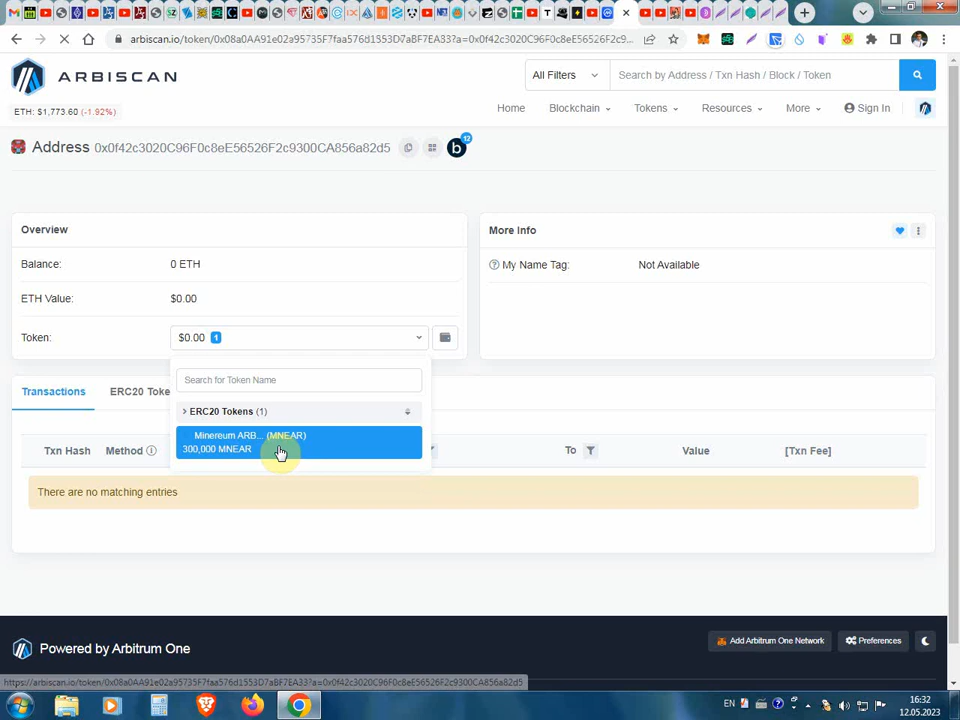 arbiscan.io/token/0x08a0AA91e02a95735F7faa576d1553D7aBF7EA33?a=0x0f42c3020C96F0c8eE56526F2c...
ARBISCAN
All Filters
Search by Address / Txn Hash / Block / Token
ETH: $1,773.60 (-1.92%)
Home
Blockchain
Tokens
Resources
More
Sign In
Address 0x0f42c3020C96F0c8eE56526F2c9300CA856a82d5
12
Overview
Balance:
0 ETH
ETH Value:
$0.00
Token:
$0.00 1
More Info
My Name Tag:
Not Available
Search for Token Name
ERC20 Tokens (1)
Minereum ARB... (MNEAR)
300,000 MNEAR
Transactions
ERC20 Toke
Txn Hash
Method
To
Value
[Txn Fee]
There are no matching entries
Powered by Arbitrum One
Add Arbitrum One Network
Preferences
https://arbiscan.io/token/0x08a0AA91e02a95735F7faa576d1553D7aBF7EA33?a=0x0f42c3020C96F0c8eE56526F2c9300CA856a82d5
EN
16:32
12.05.2023